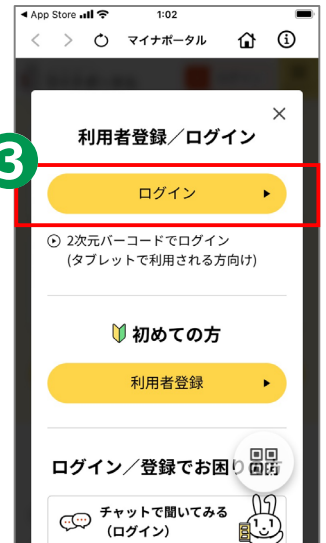 App Store 1:02
マイナポータル
利用者登録／ログイン
3
ログイン
2次元バーコードでログイン
(タブレットで利用される方向け)
初めての方
利用者登録
ログイン／登録でお困りの方
チャットで聞いてみる
(ログイン)